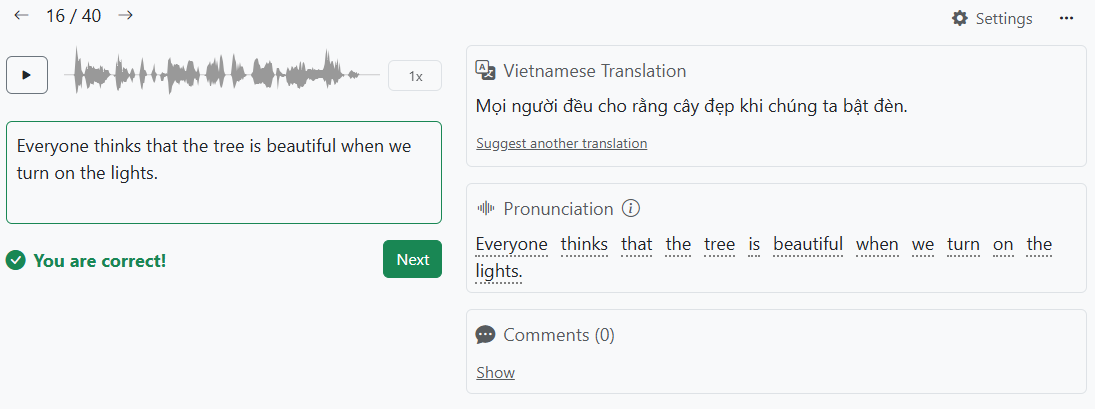 16 / 40
Settings
1x
Everyone thinks that the tree is beautiful when we
turn on the lights.
You are correct!
Next
Vietnamese Translation
Mọi người đều cho rằng cây đẹp khi chúng ta bật đèn.
Suggest another translation
Pronunciation
Everyone thinks that the tree is beautiful when we turn on the
lights.
Comments (0)
Show